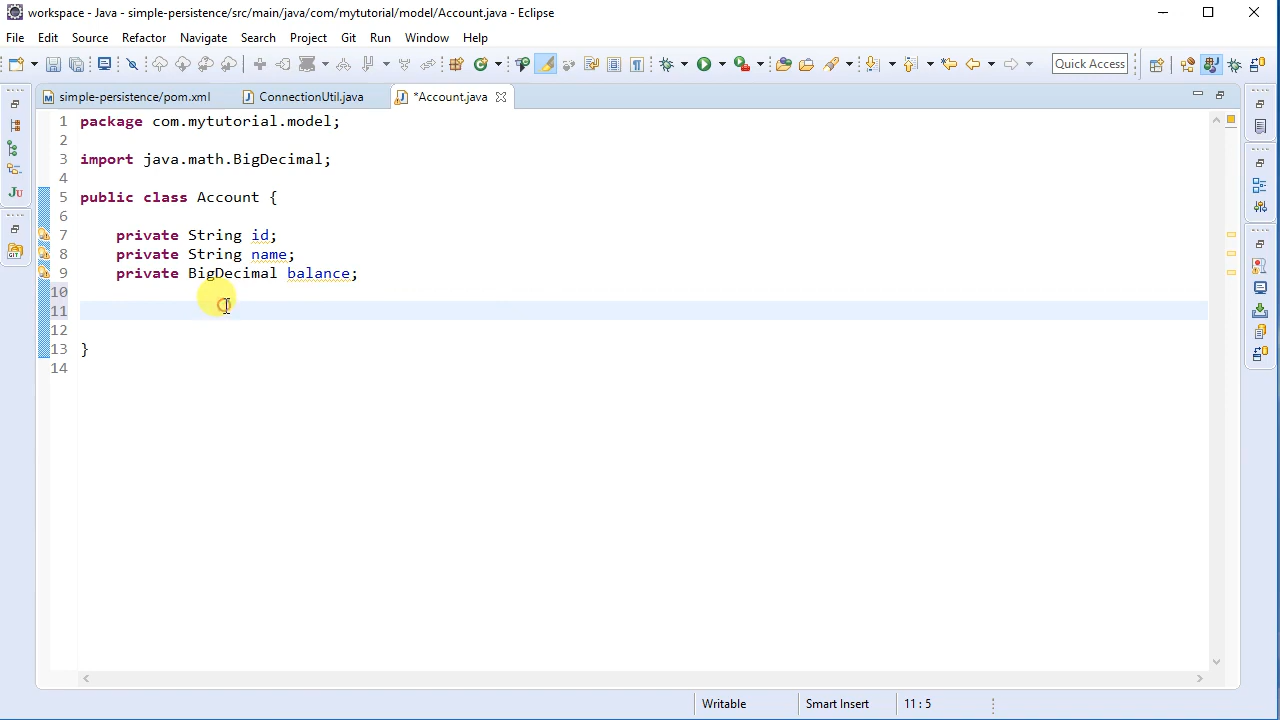 workspace - Java - simple-persistence/src/main/java/com/mytutorial/model/Account.java - Eclipse
File Edit Source Refactor Navigate Search Project Git Run Window Help
Quick Access
simple-persistence/pom.xml ConnectionUtil.java *Account.java
1 package com.mytutorial.model;
2
3 import java.math.BigDecimal;
4
5 public class Account {
6
7 private String id;
8 private String name;
9 private BigDecimal balance;
10
11
12
13 }
14
Writable Smart Insert 11 : 5